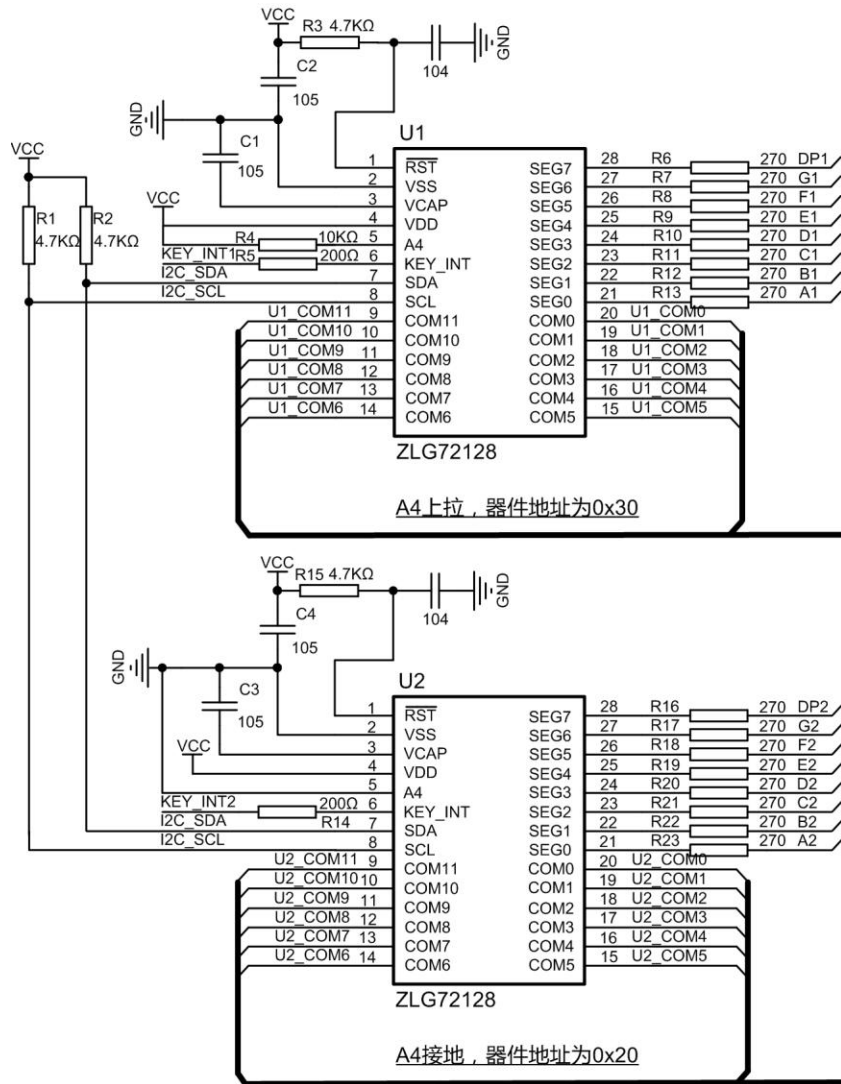 VCC
R3 4.7KΩ
C2
105
104
GND
GND
C1
105
VCC
R1
4.7KΩ
R2
4.7KΩ
VCC
R4 10KΩ
KEY_INT1 R5 200Ω
I2C_SDA
I2C_SCL
U1
1 RST SEG7 28 R6 270 DP1
2 VSS SEG6 27 R7 270 G1
3 VCAP SEG5 26 R8 270 F1
4 VDD SEG4 25 R9 270 E1
5 A4 SEG3 24 R10 270 D1
6 KEY_INT SEG2 23 R11 270 C1
7 SDA SEG1 22 R12 270 B1
8 SCL SEG0 21 R13 270 A1
U1_COM11 9 COM11 COM0 20 U1_COM0
U1_COM10 10 COM10 COM1 19 U1_COM1
U1_COM9 11 COM9 COM2 18 U1_COM2
U1_COM8 12 COM8 COM3 17 U1_COM3
U1_COM7 13 COM7 COM4 16 U1_COM4
U1_COM6 14 COM6 COM5 15 U1_COM5
ZLG72128
A4上拉，器件地址为0x30
VCC
R15 4.7KΩ
C4
105
104
GND
GND
C3
105
VCC
KEY_INT2 200Ω
R14
I2C_SDA
I2C_SCL
U2
1 RST SEG7 28 R16 270 DP2
2 VSS SEG6 27 R17 270 G2
3 VCAP SEG5 26 R18 270 F2
4 VDD SEG4 25 R19 270 E2
5 A4 SEG3 24 R20 270 D2
6 KEY_INT SEG2 23 R21 270 C2
7 SDA SEG1 22 R22 270 B2
8 SCL SEG0 21 R23 270 A2
U2_COM11 9 COM11 COM0 20 U2_COM0
U2_COM10 10 COM10 COM1 19 U2_COM1
U2_COM9 11 COM9 COM2 18 U2_COM2
U2_COM8 12 COM8 COM3 17 U2_COM3
U2_COM7 13 COM7 COM4 16 U2_COM4
U2_COM6 14 COM6 COM5 15 U2_COM5
ZLG72128
A4接地，器件地址为0x20